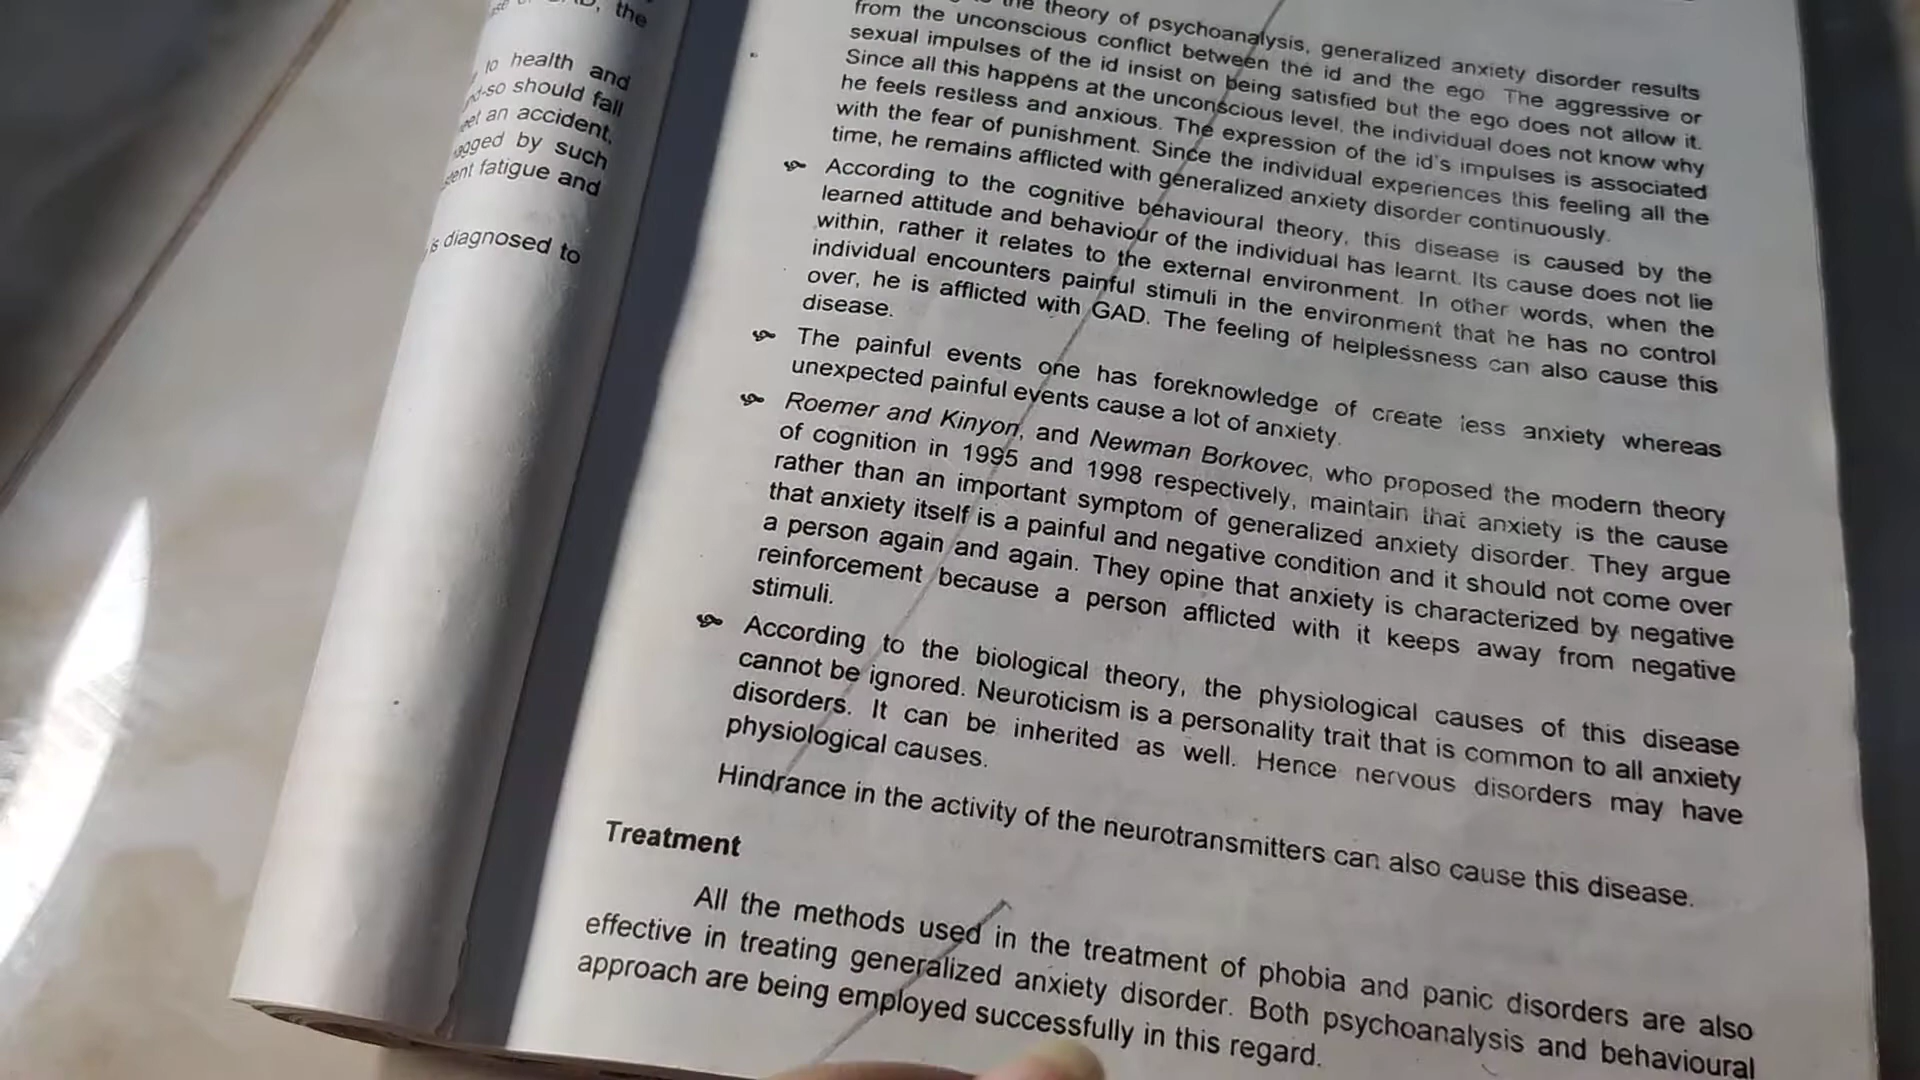 the
to health and
nd-so should fall
an accident,
nagged by such
fatigue and
is diagnosed to
the theory of psychoanalysis, generalized anxiety disorder results
from the unconscious conflict between the id and the ego. The aggressive or
sexual impulses of the id insist on being satisfied but the ego does not allow it.
Since all this happens at the unconscious level, the individual does not know why
he feels restless and anxious. The expression of the id's impulses is associated
with the fear of punishment. Since the individual experiences this feeling all the
time, he remains afflicted with generalized anxiety disorder continuously.
According to the cognitive behavioural theory, this disease is caused by the
learned attitude and behaviour of the individual has learnt. Its cause does not lie
within, rather it relates to the external environment. In other words, when the
individual encounters painful stimuli in the environment that he has no control
over, he is afflicted with GAD. The feeling of helplessness can also cause this
disease.
The painful events one has foreknowledge of create less anxiety whereas
unexpected painful events cause a lot of anxiety.
Roemer and Kinyon, and Newman Borkovec, who proposed the modern theory
of cognition in 1995 and 1998 respectively, maintain that anxiety is the cause
rather than an important symptom of generalized anxiety disorder. They argue
that anxiety itself is a painful and negative condition and it should not come over
a person again and again. They opine that anxiety is characterized by negative
reinforcement because a person afflicted with it keeps away from negative
stimuli.
According to the biological theory, the physiological causes of this disease
cannot be ignored. Neuroticism is a personality trait that is common to all anxiety
disorders. It can be inherited as well. Hence nervous disorders may have
physiological causes.
Hindrance in the activity of the neurotransmitters can also cause this disease.
Treatment
All the methods used in the treatment of phobia and panic disorders are also
effective in treating generalized anxiety disorder. Both psychoanalysis and behavioural
approach are being employed successfully in this regard.